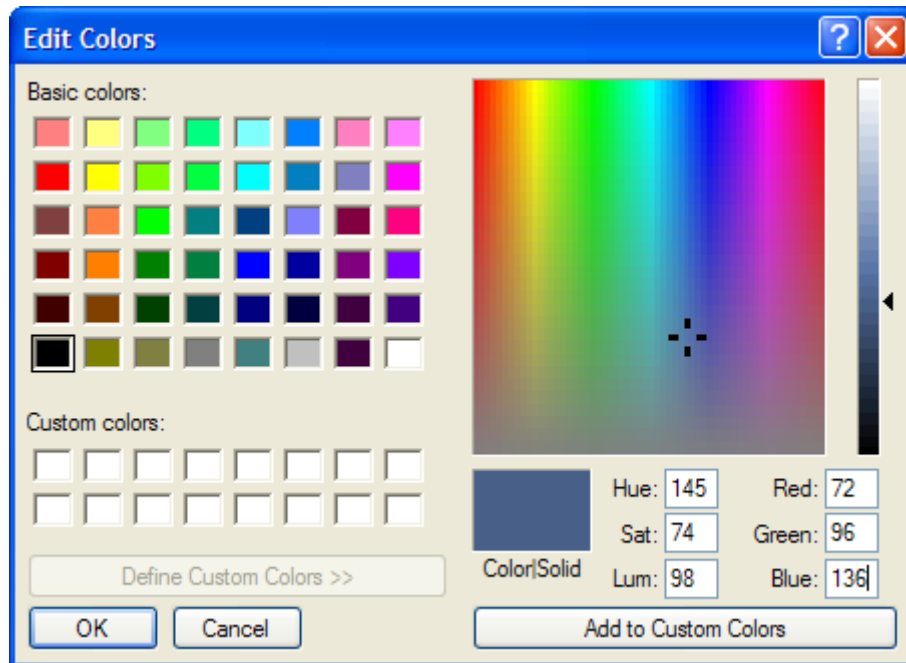 Edit Colors
Basic colors:
Custom colors:
Define Custom Colors >>
OK Cancel
Color|Solid
Hue: 145 Red: 72
Sat: 74 Green: 96
Lum: 98 Blue: 136
Add to Custom Colors